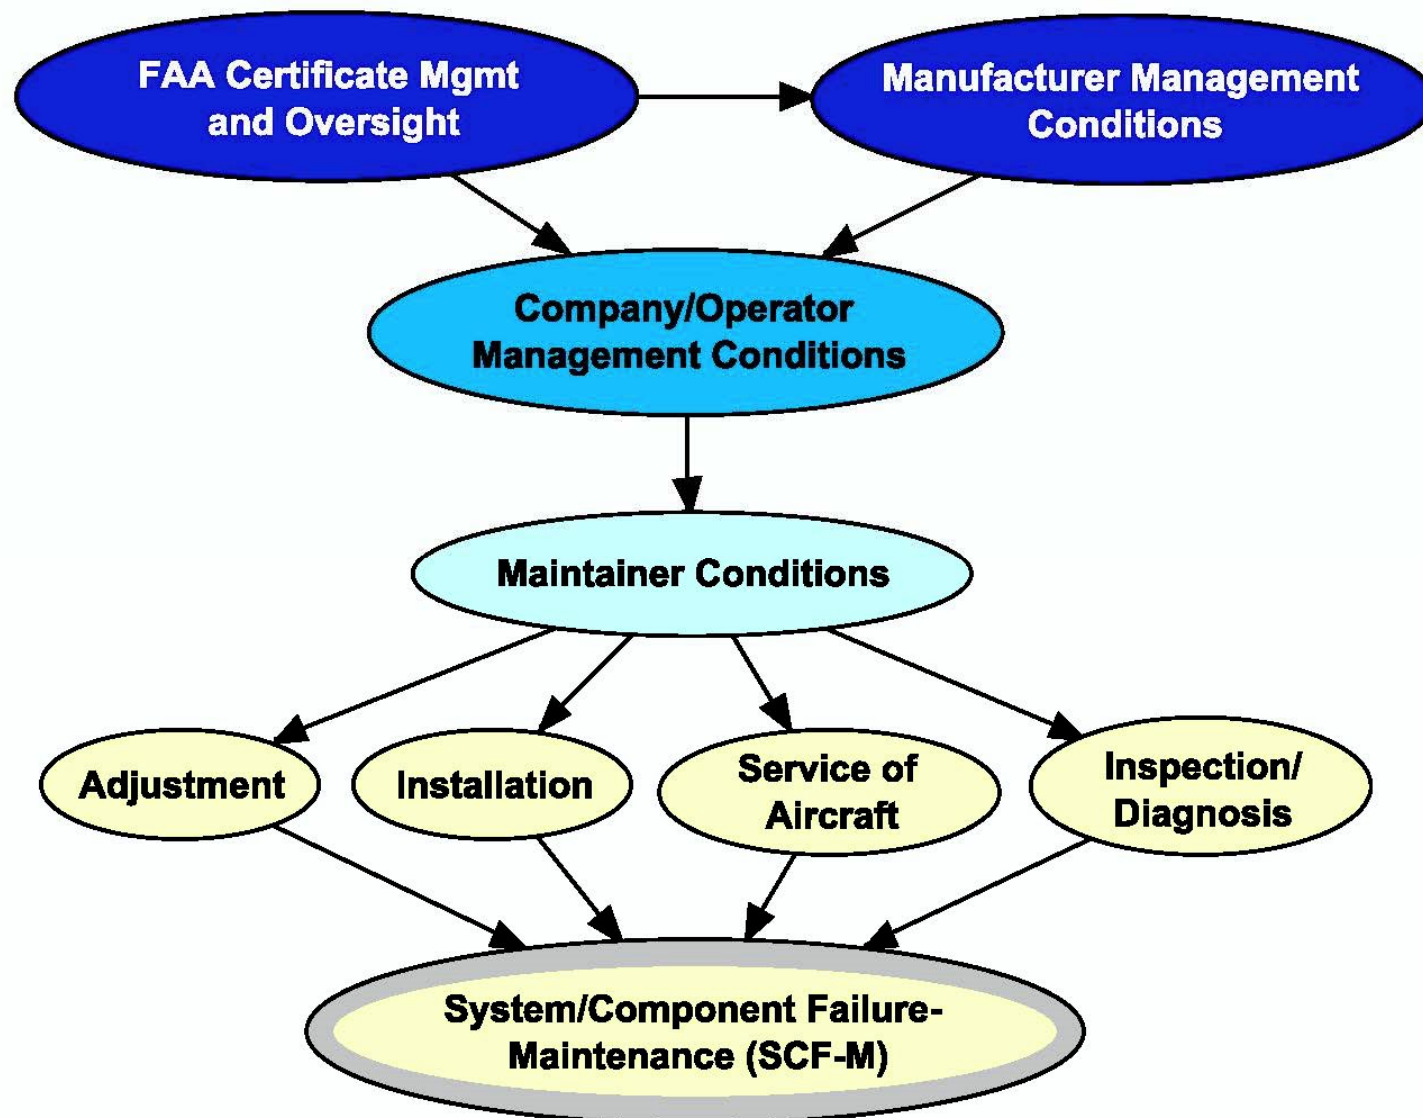 FAA Certificate Mgmt
and Oversight
Manufacturer Management
Conditions
Company/Operator
Management Conditions
Maintainer Conditions
Adjustment
Installation
Service of
Aircraft
Inspection/
Diagnosis
System/Component Failure-
Maintenance (SCF-M)